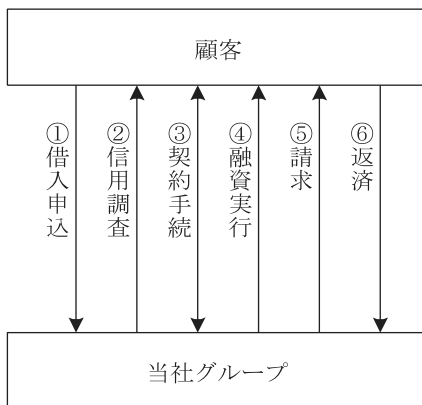 顧客
①借入申込
②信用調査
③契約手続
④融資実行
⑤請求
⑥返済
当社グループ